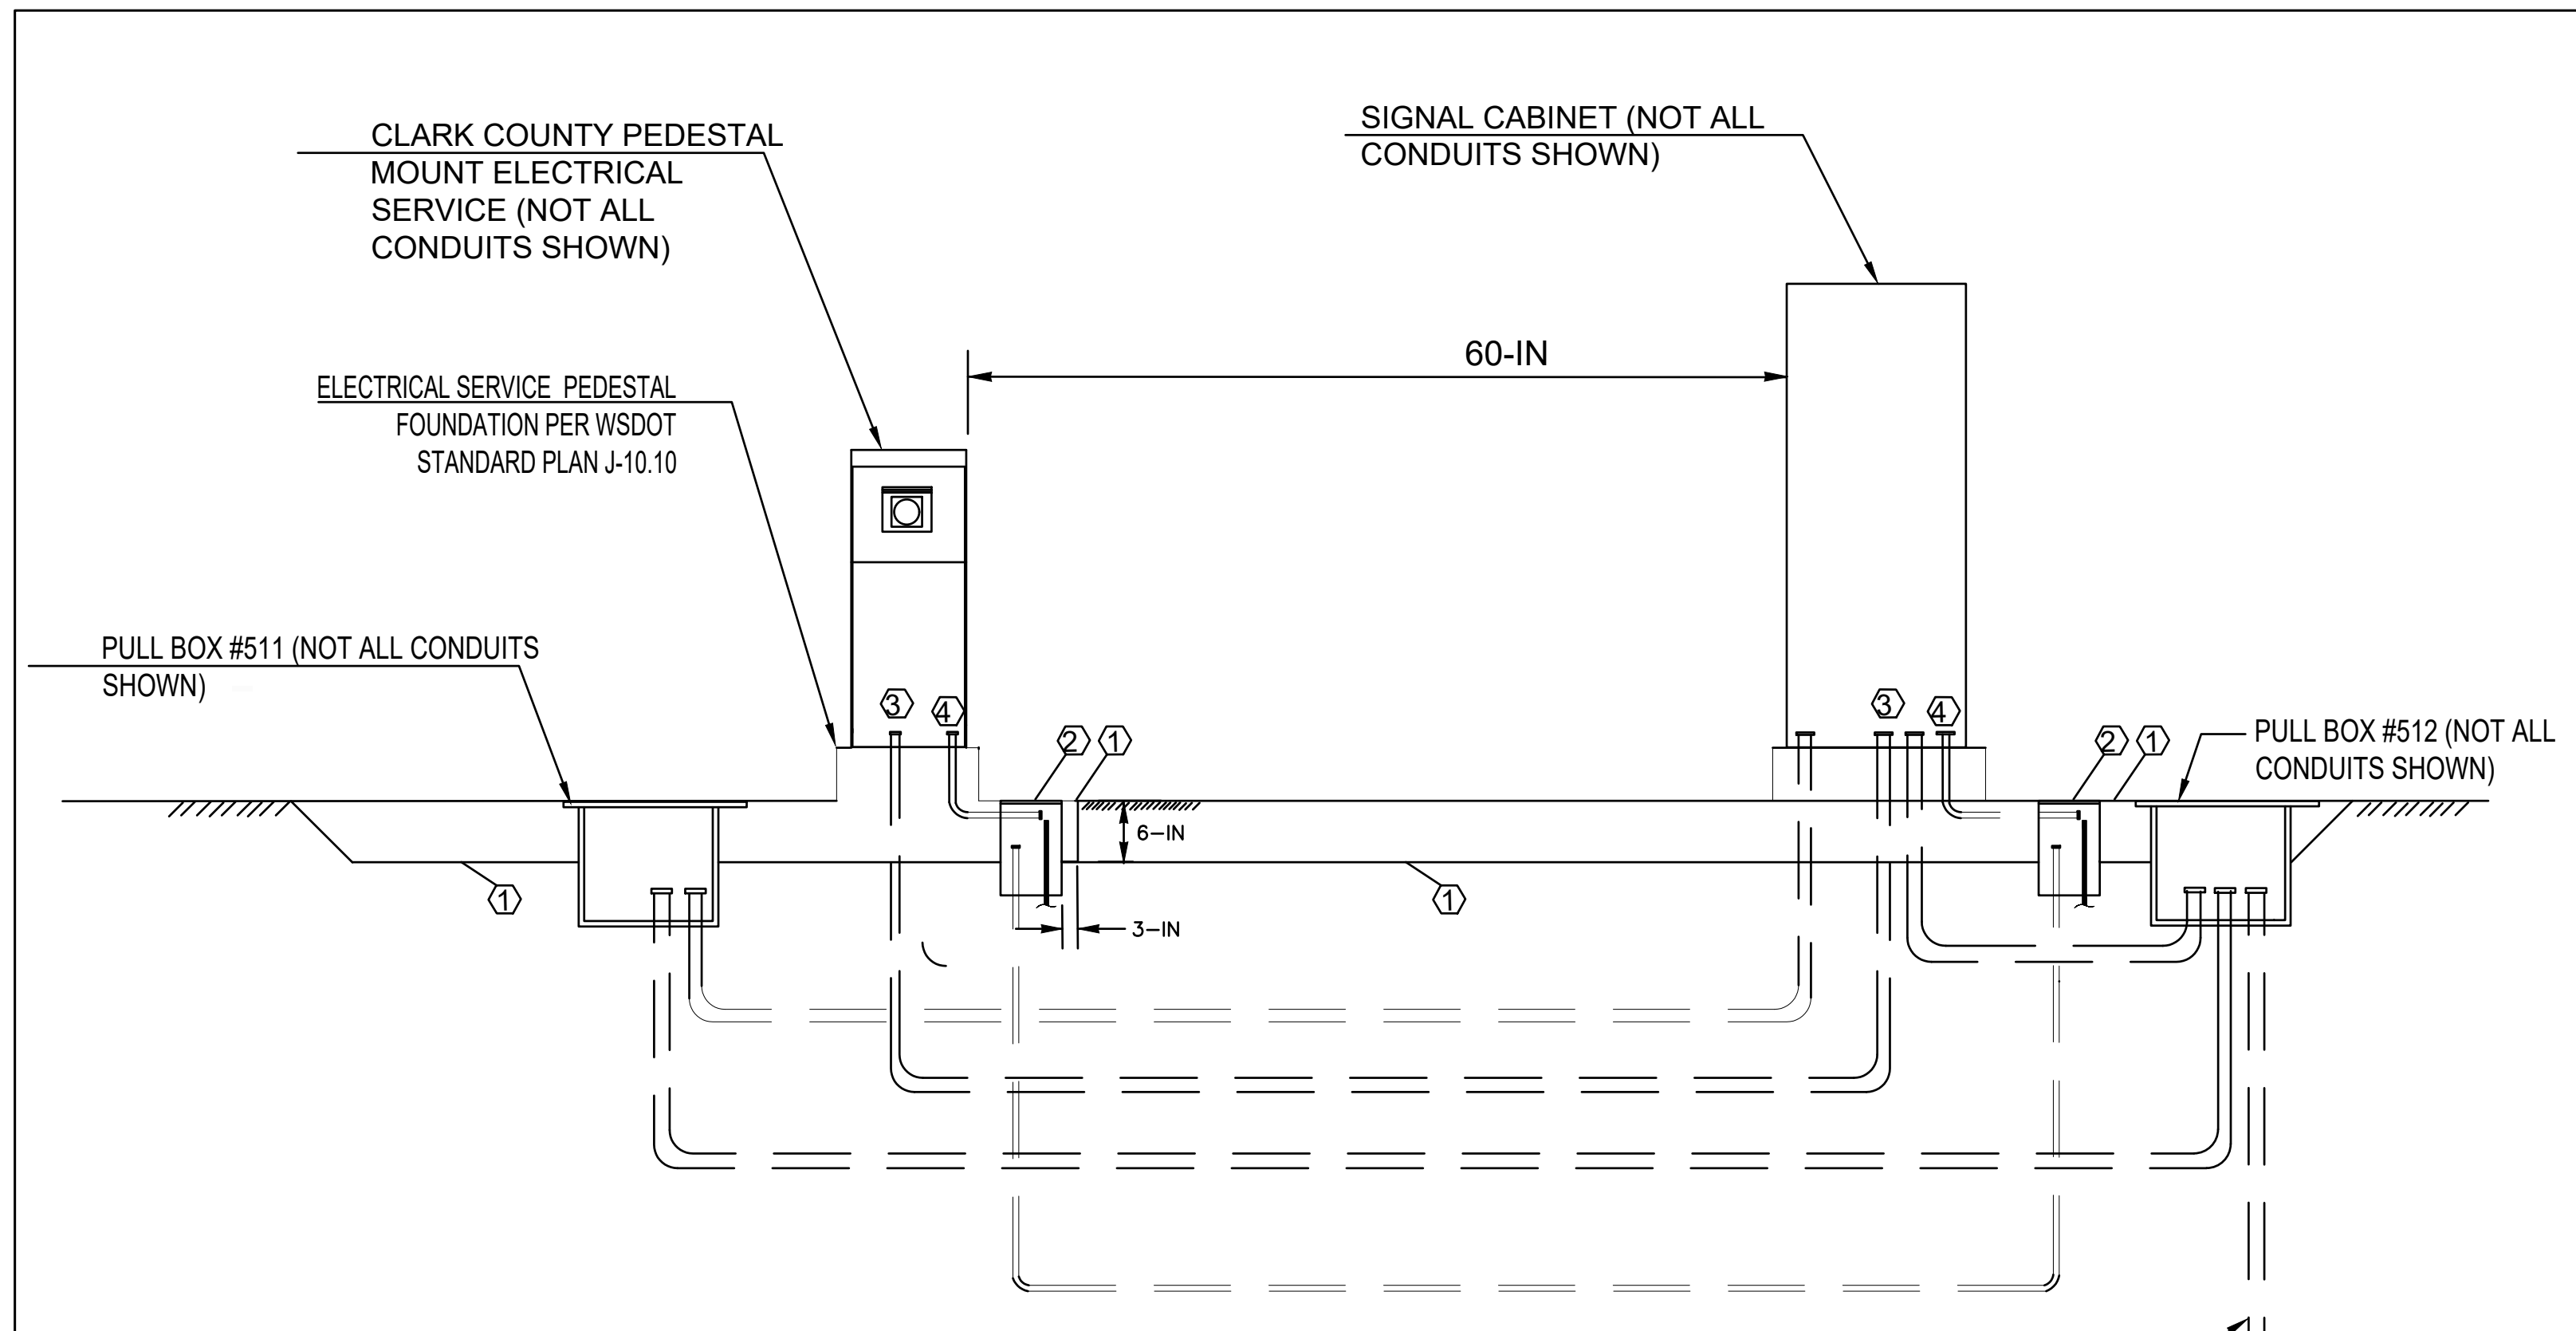 CLARK COUNTY PEDESTAL
MOUNT ELECTRICAL
SERVICE (NOT ALL
CONDUITS SHOWN)
SIGNAL CABINET (NOT ALL
CONDUITS SHOWN)
60-IN
ELECTRICAL SERVICE PEDESTAL
FOUNDATION PER WSDOT
STANDARD PLAN J-10.10
PULL BOX #511 (NOT ALL CONDUITS
SHOWN)
3
4
2
1
3
4
2
1
PULL BOX #512 (NOT ALL
CONDUITS SHOWN)
6-IN
1
1
3-IN